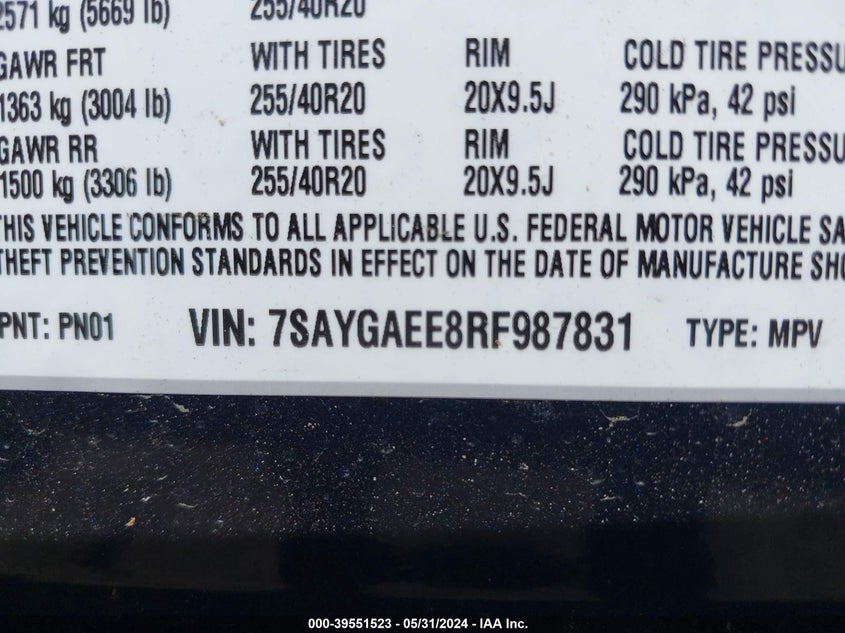 2571 kg (5669 lb) 255/40R20
GAWR FRT WITH TIRES RIM COLD TIRE PRESSU
1363 kg (3004 lb) 255/40R20 20X9.5J 290 kPa, 42 psi
GAWR RR WITH TIRES RIM COLD TIRE PRESSU
1500 kg (3306 lb) 255/40R20 20X9.5J 290 kPa, 42 psi
THIS VEHICLE CONFORMS TO ALL APPLICABLE U.S. FEDERAL MOTOR VEHICLE SA
THEFT PREVENTION STANDARDS IN EFFECT ON THE DATE OF MANUFACTURE SHO
PNT: PN01 VIN: 7SAYGAEE8RF987831 TYPE: MPV
000-39551523 - 05/31/2024 - IAA Inc.